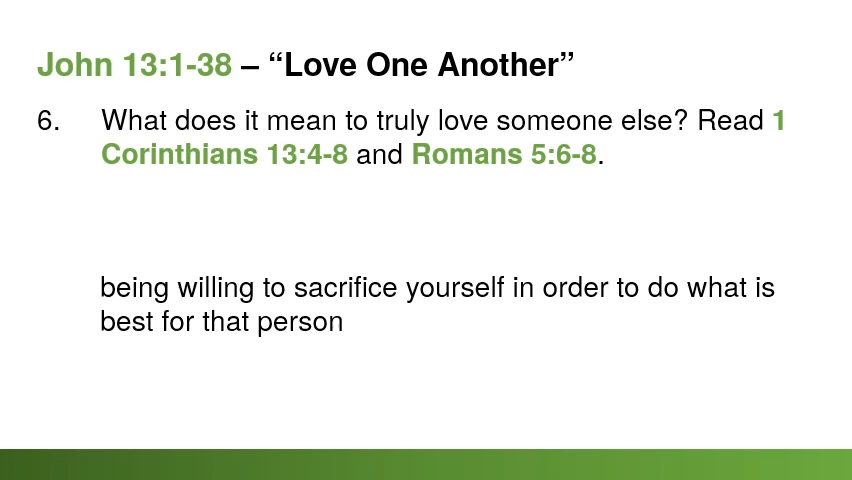 John 13:1-38 – “Love One Another”
6. What does it mean to truly love someone else? Read 1
Corinthians 13:4-8 and Romans 5:6-8.
being willing to sacrifice yourself in order to do what is
best for that person